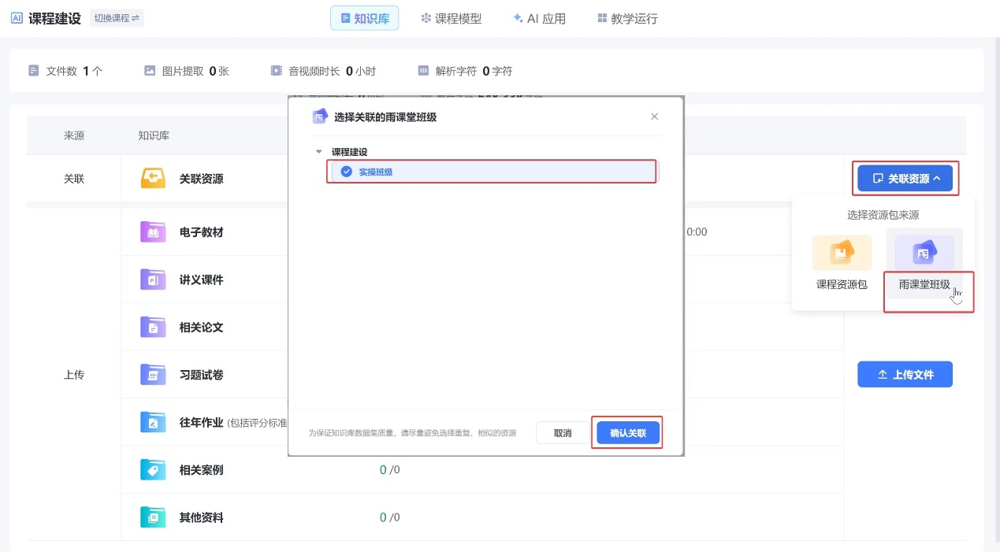 AI 课程建设 切换课程
知识库 课程模型 AI 应用 教学运行
文件数 1 个 图片提取 0 张 音视频时长 0 小时 解析字符 0 字符
来源 知识库
关联 关联资源 关联资源
选择资源包来源
课程资源包 雨课堂班级
上传
电子教材 0:00
讲义课件
相关论文
习题试卷 上传文件
往年作业 (包括评分标准
相关案例 0 /0
其他资料 0 /0
选择关联的雨课堂班级
课程建设
实操班级
为保证知识库数据集质量，请尽量避免选择重复、相似的资源 取消 确认关联